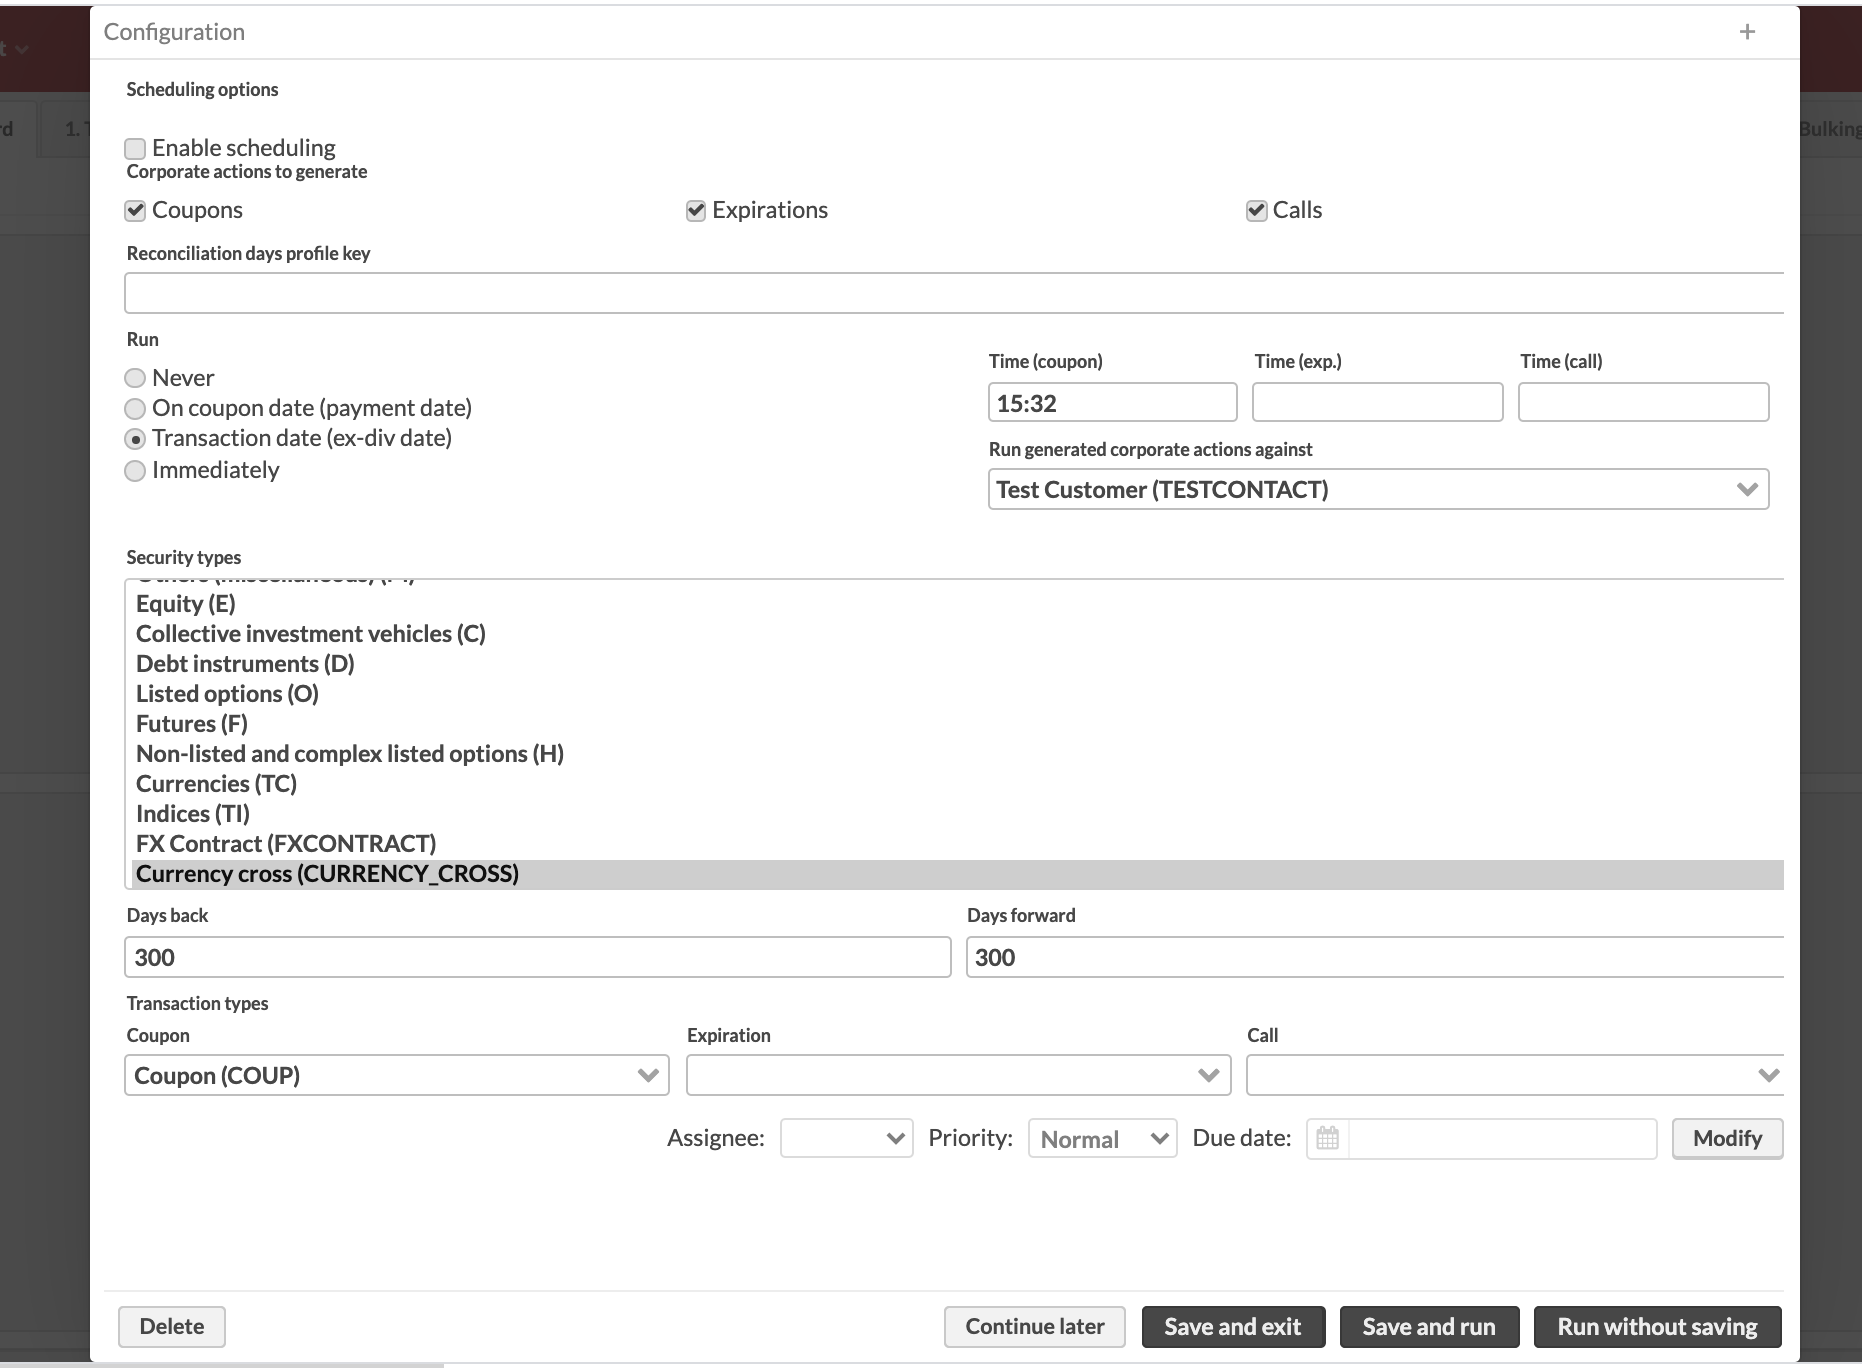 Configuration
Scheduling options
Enable scheduling
Corporate actions to generate
Coupons
Expirations
Calls
Reconciliation days profile key
Run
Never
On coupon date (payment date)
Transaction date (ex-div date)
Immediately
Time (coupon)
Time (exp.)
Time (call)
15:32
Run generated corporate actions against
Test Customer (TESTCONTACT)
Security types
Equity (E)
Collective investment vehicles (C)
Debt instruments (D)
Listed options (O)
Futures (F)
Non-listed and complex listed options (H)
Currencies (TC)
Indices (TI)
FX Contract (FXCONTRACT)
Currency cross (CURRENCY_CROSS)
Days back
Days forward
300
300
Transaction types
Coupon
Expiration
Call
Coupon (COUP)
Assignee:
Priority: Normal
Due date:
Modify
Delete
Continue later
Save and exit
Save and run
Run without saving
1.
Bulking